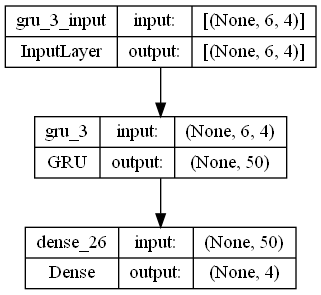 gru_3_input input: [(None, 6, 4)]
InputLayer output: [(None, 6, 4)]
gru_3 input: (None, 6, 4)
GRU output: (None, 50)
dense_26 input: (None, 50)
Dense output: (None, 4)